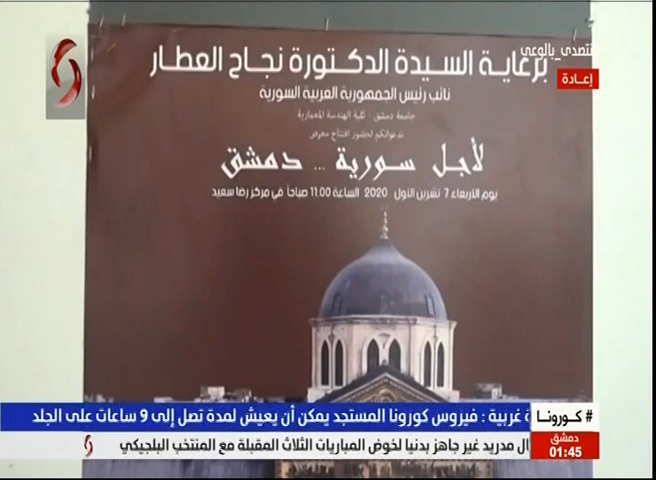 نتصدى_بالوعي
إعادة
برعاية السيدة الدكتورة نجاح العطار
نائب رئيس الجمهورية العربية السورية
جامعة دمشق - كلية الهندسة المعمارية
تدعوكم لحضور افتتاح معرض
لأجل سورية ... دمشق
يوم الأربعاء 7 تشرين الأول 2020 الساعة 11.00 صباحاً في مركز رضا سعيد
# كورونا
غربية : فيروس كورونا المستجد يمكن أن يعيش لمدة تصل إلى 9 ساعات على الجلد
ال مدريد غير جاهز بدنيا لخوض المباريات الثلاث المقبلة مع المنتخب البلجيكي
دمشق
01:45